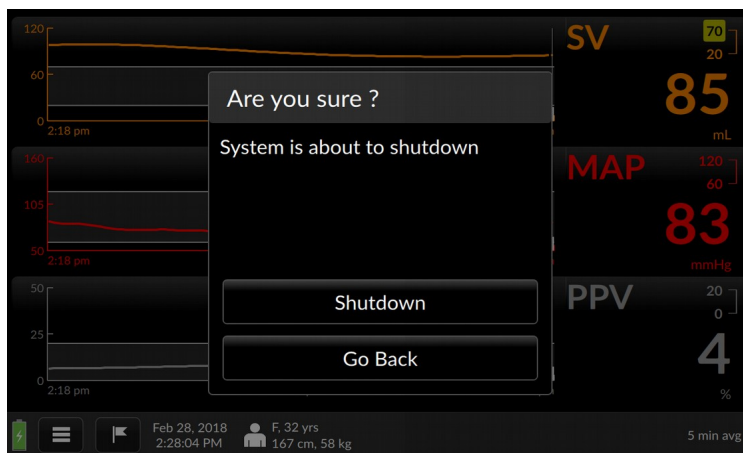 120
60
0
2:18 pm
SV
70
20
85
mL
160
105
50
2:18 pm
MAP
120
60
83
mmHg
50
25
0
2:18 pm
PPV
20
0
4
%
Are you sure ?
System is about to shutdown
Shutdown
Go Back
Feb 28, 2018
2:28:04 PM
F, 32 yrs
167 cm, 58 kg
5 min avg